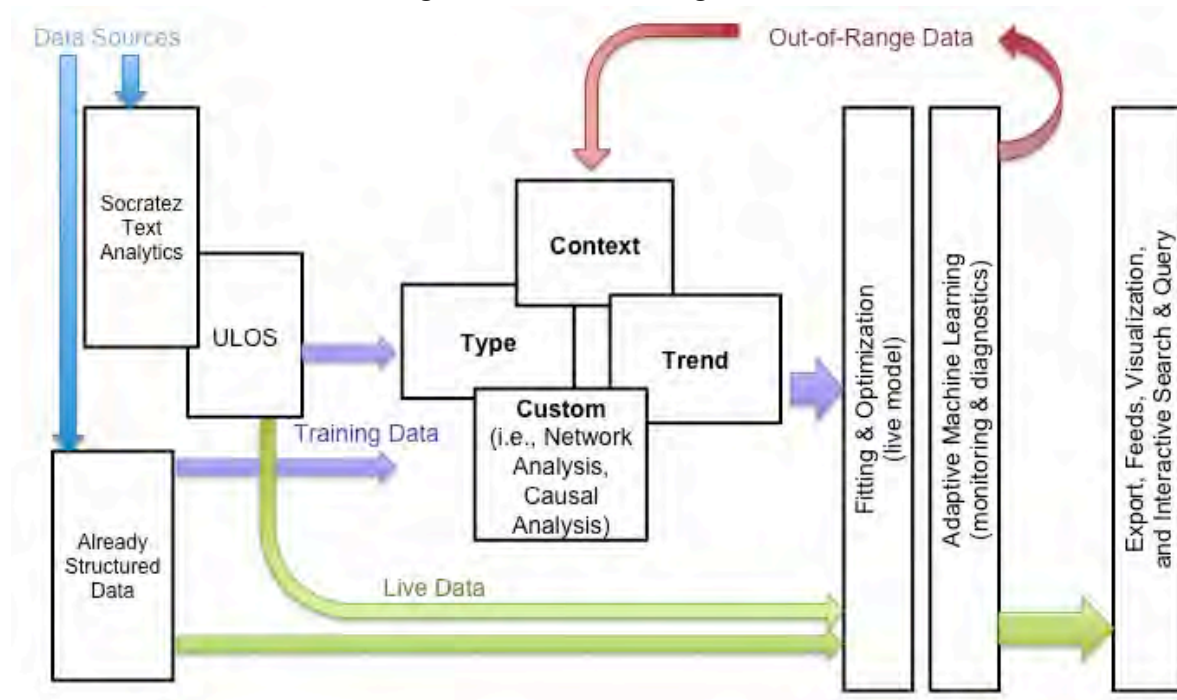 Data Sources
Out-of-Range Data
Socratez
Text
Analytics
ULOS
Context
Type
Trend
Custom
(i.e., Network
Analysis,
Causal
Analysis)
Training Data
Already
Structured
Data
Live Data
Fitting & Optimization
(live model)
Adaptive Machine Learning
(monitoring & diagnostics)
Export, Feeds, Visualization,
and Interactive Search & Query